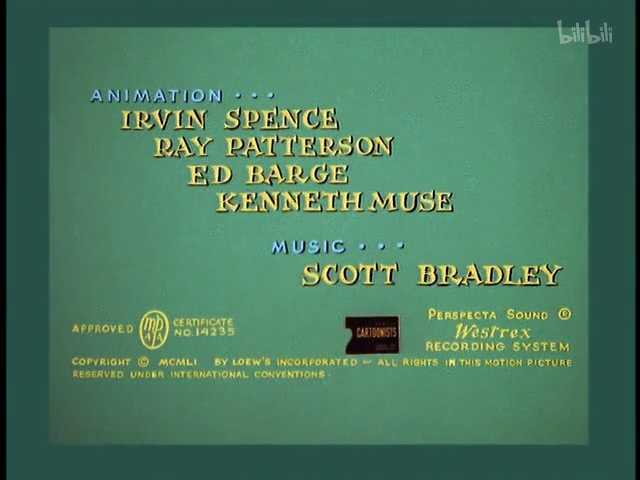 bilibili
ANIMATION . . .
IRVIN SPENCE
RAY PATTERSON
ED BARGE
KENNETH MUSE
MUSIC . . .
SCOTT BRADLEY
APPROVED
MPAA
CERTIFICATE
NO. 14235
CARTOONISTS
PERSPECTA SOUND ®
Westrex
RECORDING SYSTEM
COPYRIGHT © MCMLI BY LOEW'S INCORPORATED – ALL RIGHTS IN THIS MOTION PICTURE
RESERVED UNDER INTERNATIONAL CONVENTIONS.